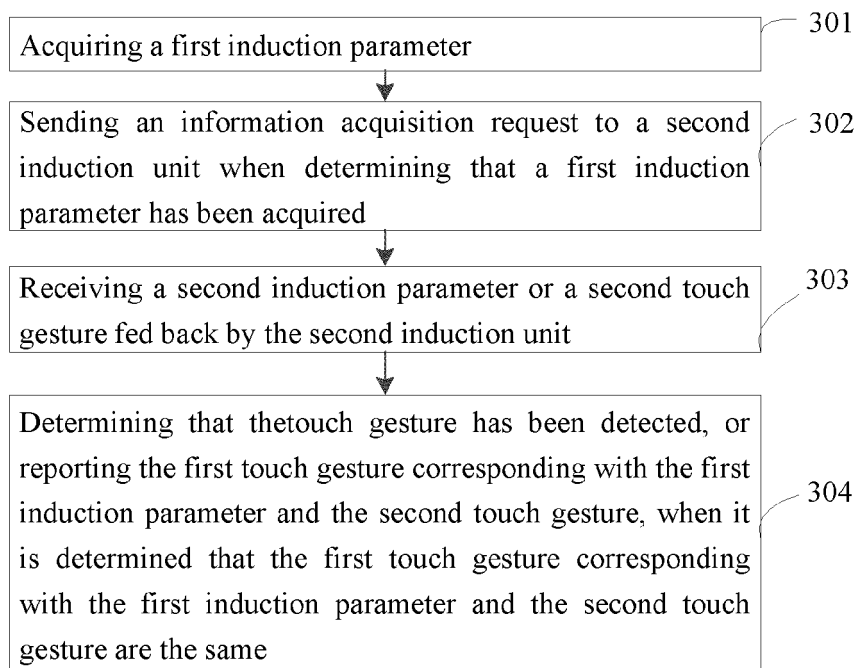 Acquiring a first induction parameter
301
Sending an information acquisition request to a second
induction unit when determining that a first induction
parameter has been acquired
302
Receiving a second induction parameter or a second touch
gesture fed back by the second induction unit
303
Determining that thetouch gesture has been detected, or
reporting the first touch gesture corresponding with the first
induction parameter and the second touch gesture, when it
is determined that the first touch gesture corresponding
with the first induction parameter and the second touch
gesture are the same
304